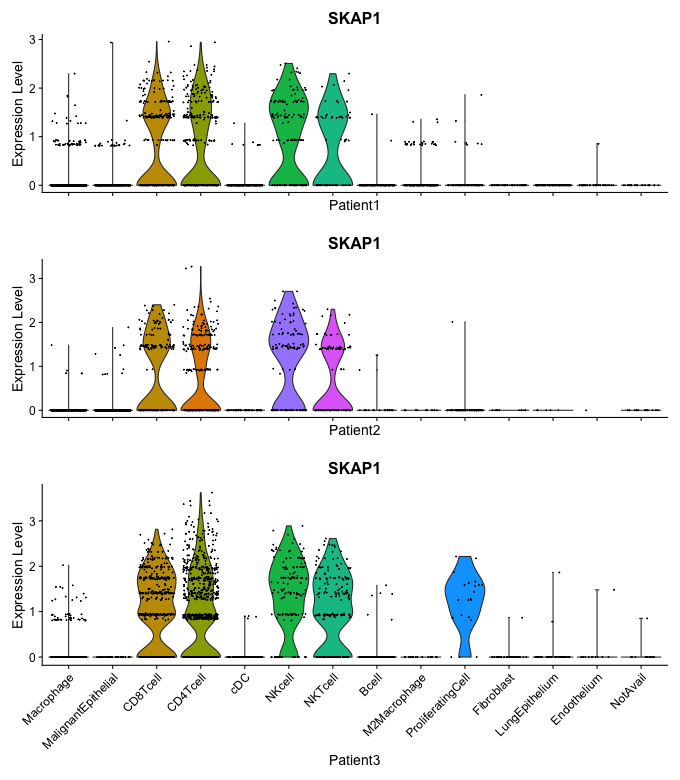 SKAP1
Expression Level
3
2
1
0
Patient1
SKAP1
Expression Level
3
2
1
0
Patient2
SKAP1
Expression Level
3
2
1
0
Macrophage
MalignantEpithelial
CD8Tcell
CD4Tcell
cDC
NKcell
NKTcell
Bcell
M2Macrophage
ProliferatingCell
Fibroblast
LungEpithelium
Endothelium
NotAvail
Patient3